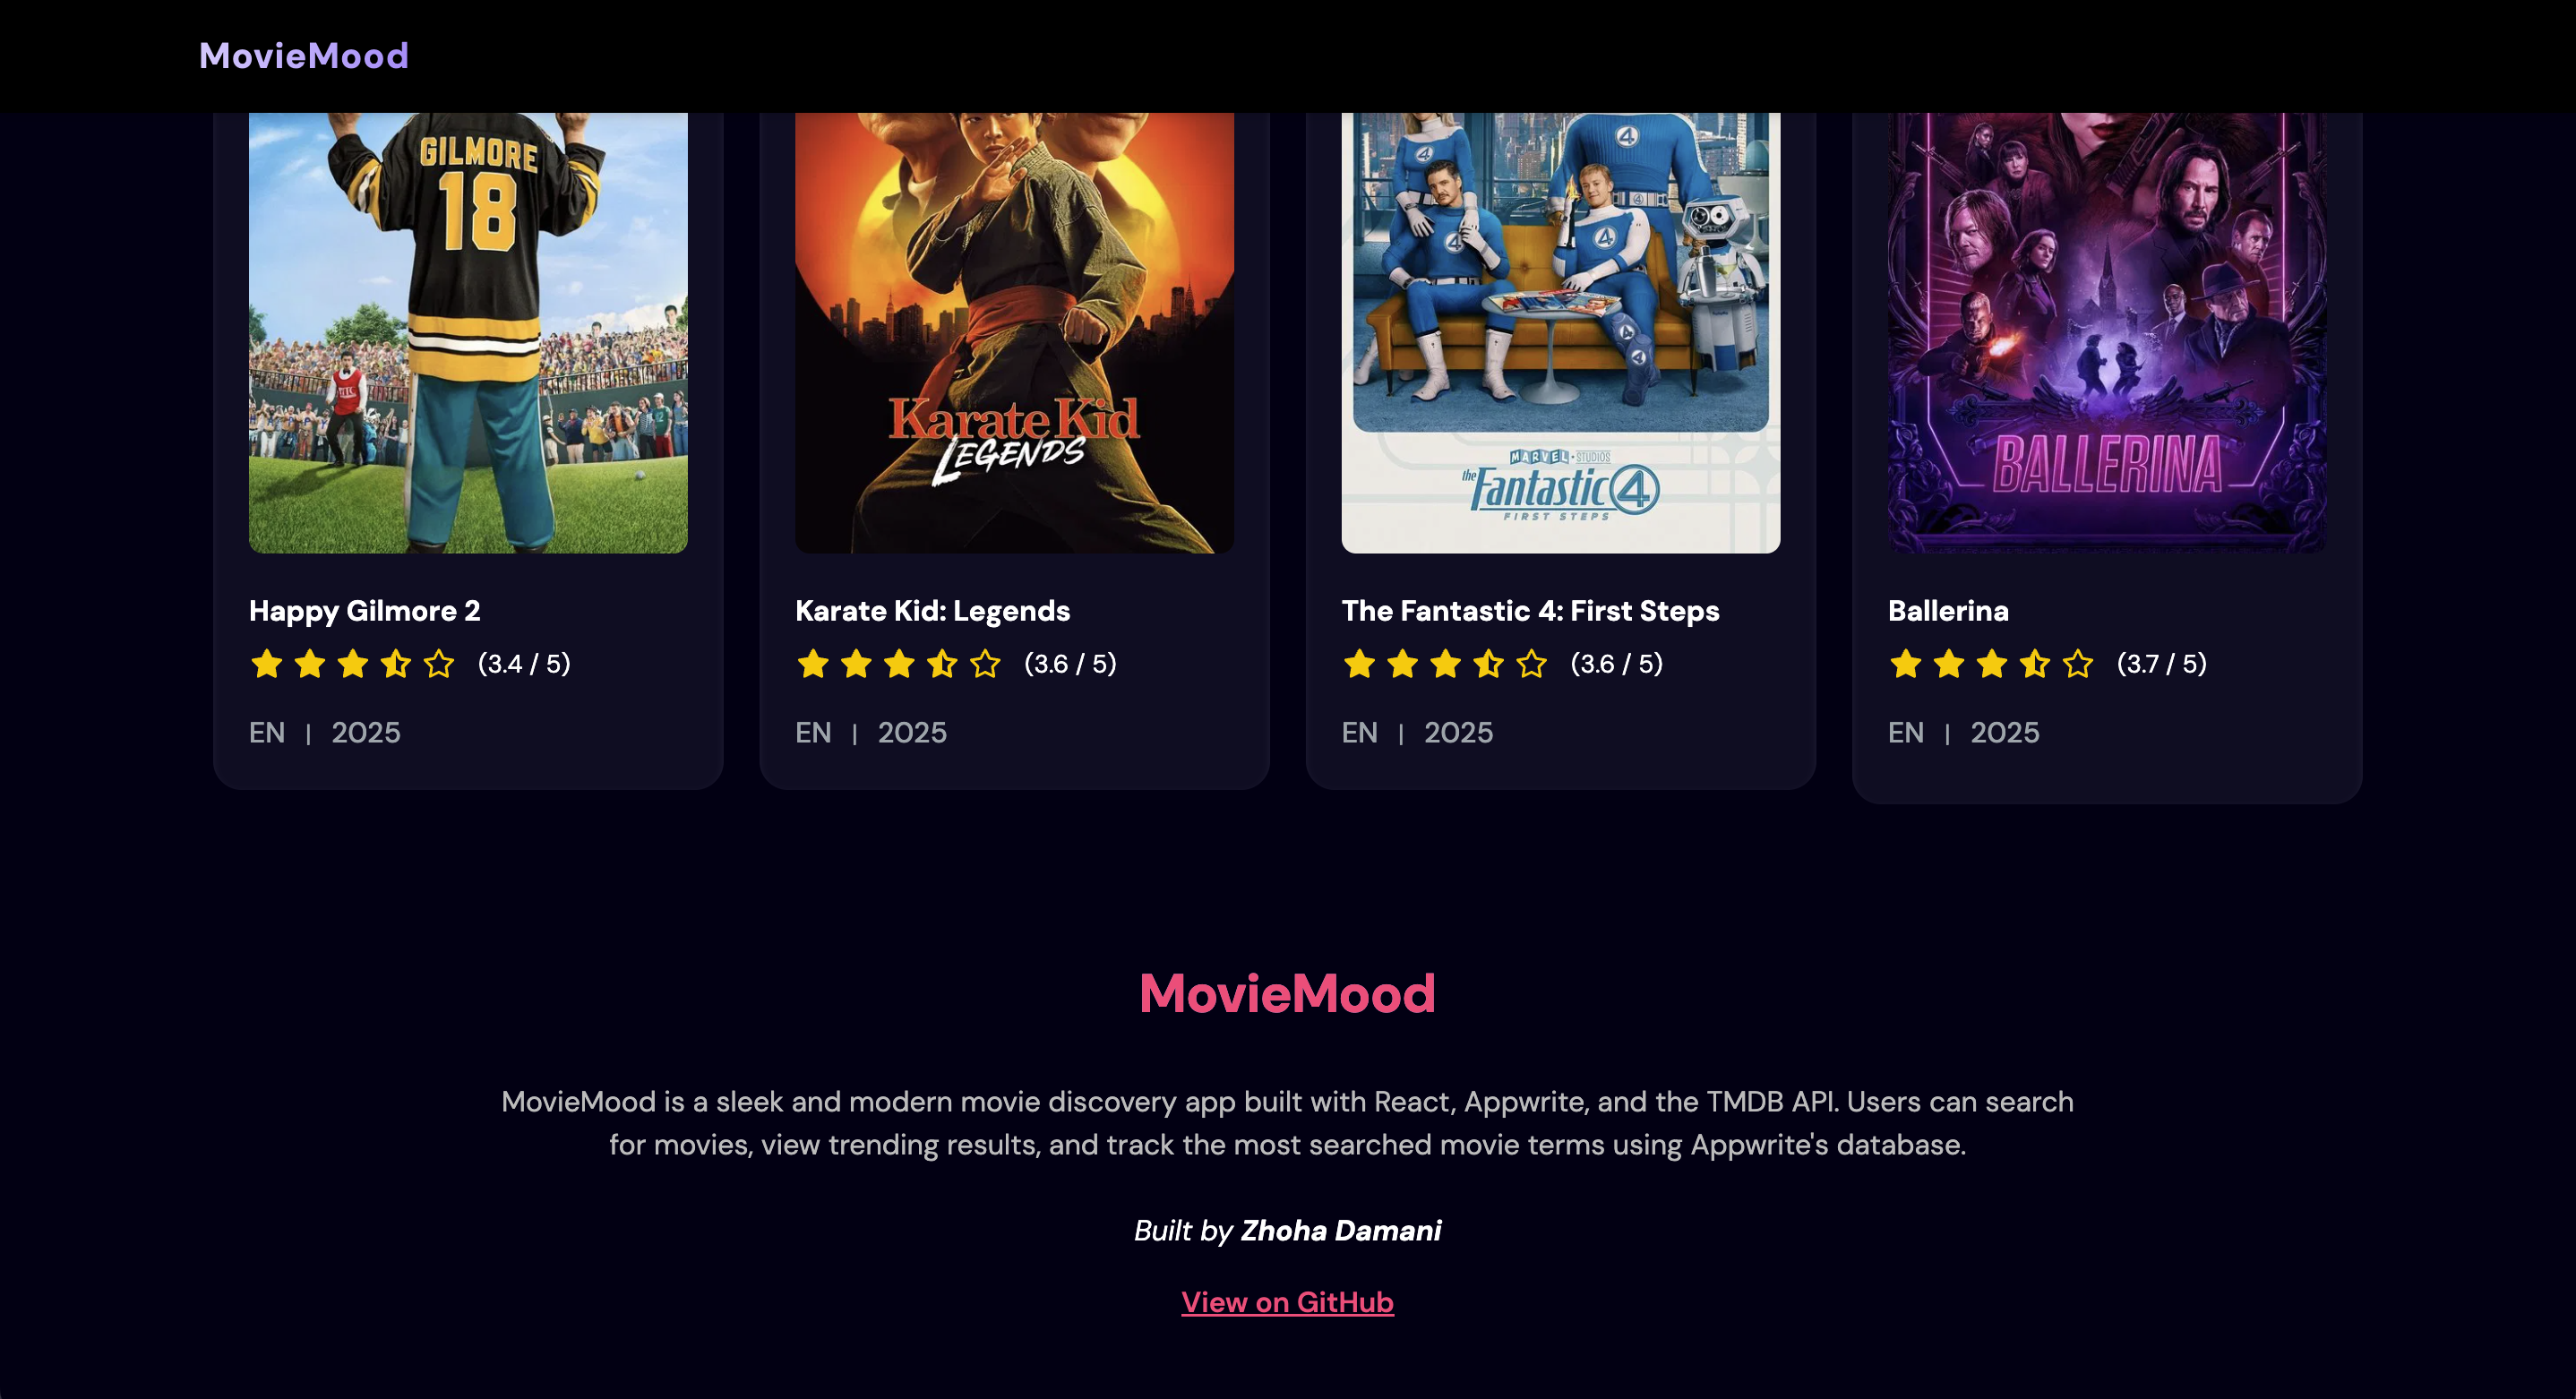 MovieMood
GILMORE
18
Karate Kid
LEGENDS
MARVEL STUDIOS
the Fantastic 4
FIRST STEPS
BALLERINA
Happy Gilmore 2
(3.4 / 5)
EN | 2025
Karate Kid: Legends
(3.6 / 5)
EN | 2025
The Fantastic 4: First Steps
(3.6 / 5)
EN | 2025
Ballerina
(3.7 / 5)
EN | 2025
MovieMood
MovieMood is a sleek and modern movie discovery app built with React, Appwrite, and the TMDB API. Users can search
for movies, view trending results, and track the most searched movie terms using Appwrite's database.
Built by Zhoha Damani
View on GitHub